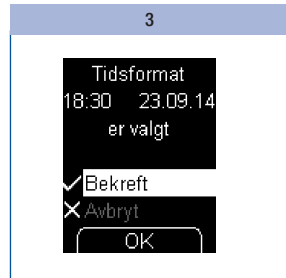 3
Tidsformat
18:30 23.09.14
er valgt
Bekreft
Avbryt
OK